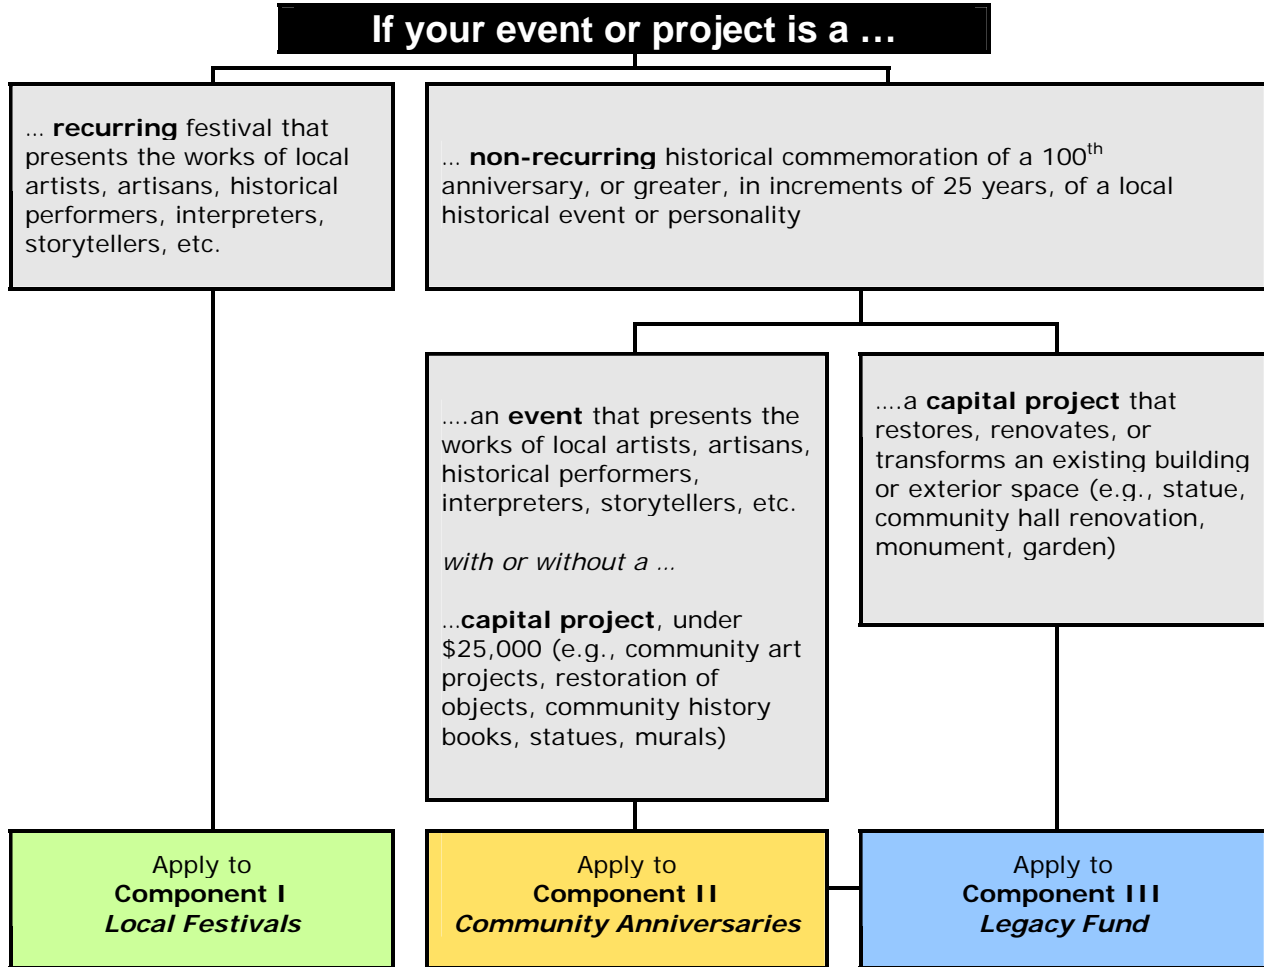 If your event or project is a ...
... recurring festival that
presents the works of local
artists, artisans, historical
performers, interpreters,
storytellers, etc.
... non-recurring historical commemoration of a 100th
anniversary, or greater, in increments of 25 years, of a local
historical event or personality
....an event that presents the
works of local artists, artisans,
historical performers,
interpreters, storytellers, etc.
with or without a ...
...capital project, under
$25,000 (e.g., community art
projects, restoration of
objects, community history
books, statues, murals)
....a capital project that
restores, renovates, or
transforms an existing building
or exterior space (e.g., statue,
community hall renovation,
monument, garden)
Apply to
Component I
Local Festivals
Apply to
Component II
Community Anniversaries
Apply to
Component III
Legacy Fund